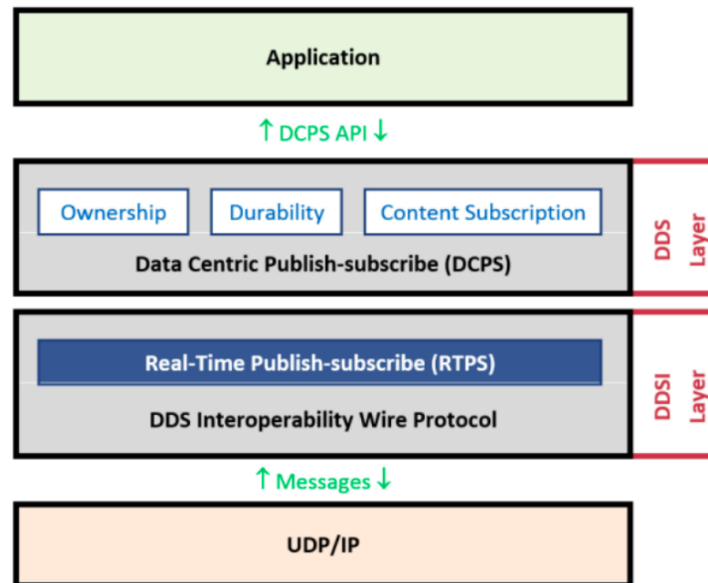 Application
↑ DCPS API ↓
Ownership
Durability
Content Subscription
Data Centric Publish-subscribe (DCPS)
DDS
Layer
Real-Time Publish-subscribe (RTPS)
DDS Interoperability Wire Protocol
DDSI
Layer
↑ Messages ↓
UDP/IP